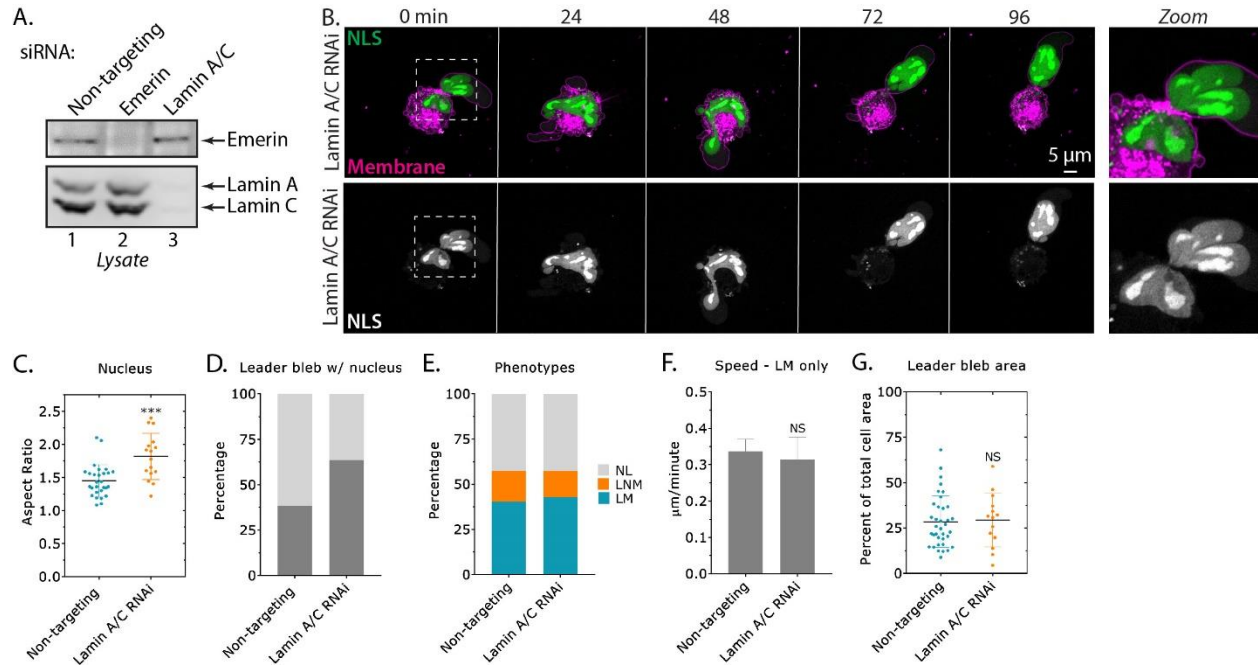 A.
siRNA:
Non-targeting
Emerin
Lamin A/C
Emerin
Lamin A
Lamin C
1 2 3
Lysate
B.
0 min 24 48 72 96 Zoom
Lamin A/C RNAi
NLS
Membrane
5 µm
Lamin A/C RNAi
NLS
C.
Nucleus
***
2.5
2.0
1.5
1.0
0.5
0.0
Aspect Ratio
Non-targeting
Lamin A/C RNAi
D.
Leader bleb w/ nucleus
100
75
50
25
0
Percentage
Non-targeting
Lamin A/C RNAi
E.
Phenotypes
100
75
50
25
0
Percentage
NL
LNM
LM
Non-targeting
Lamin A/C RNAi
F.
Speed - LM only
0.5
0.4
0.3
0.2
0.1
0.0
µm/minute
NS
Non-targeting
Lamin A/C RNAi
G.
Leader bleb area
100
75
50
25
0
Percent of total cell area
NS
Non-targeting
Lamin A/C RNAi